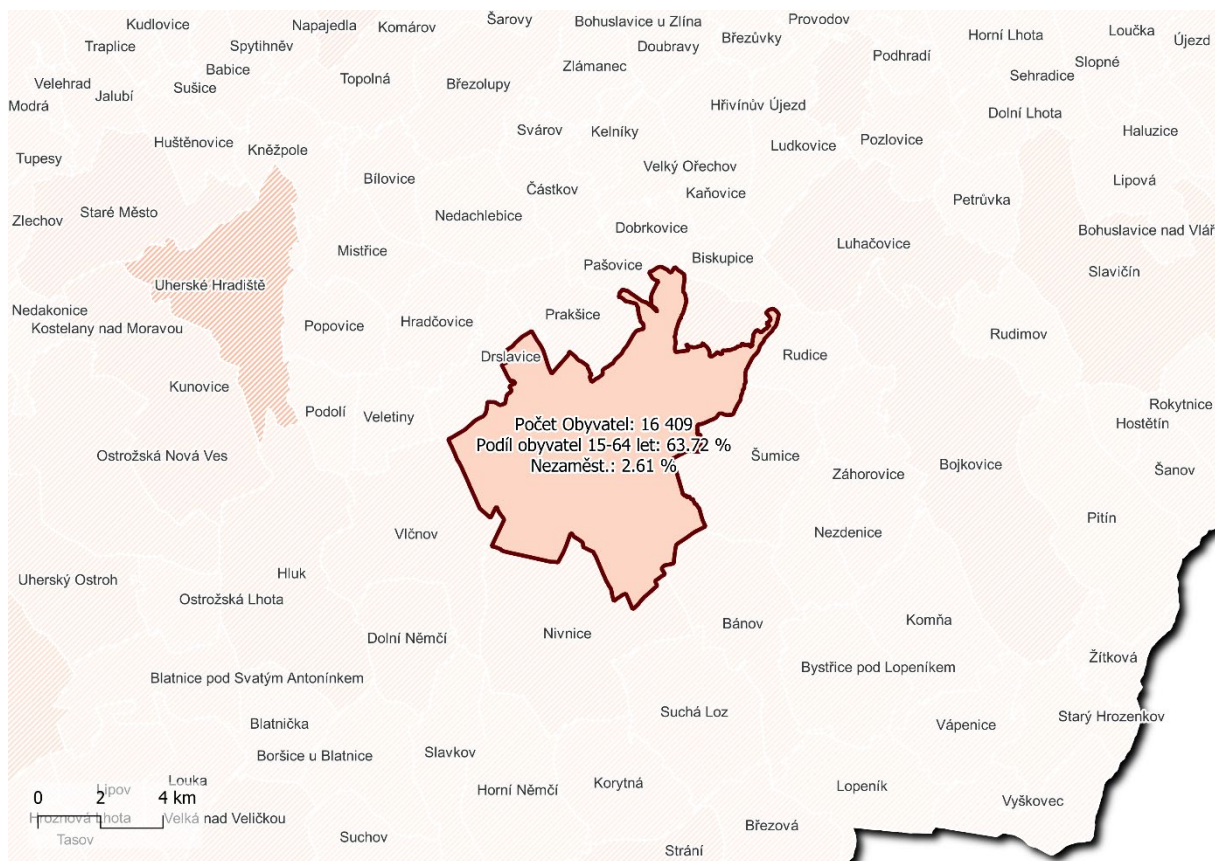 Kudlovice
Napajedla
Komárov
Šarovy
Bohuslavice u Zlína
Provodov
Traplice
Spytihněv
Doubravy
Březůvky
Horní Lhota
Loučka
Újezd
Velehrad
Babice
Sušice
Topolná
Březolupy
Zlámanec
Podhradí
Slopné
Sehradice
Modrá
Jalubí
Hřivínův Újezd
Dolní Lhota
Huštěnovice
Kněžpole
Svárov
Kelníky
Ludkovice
Pozlovice
Haluzice
Tupesy
Bílovice
Velký Ořechov
Částkov
Kaňovice
Petrůvka
Lipová
Zlechov
Staré Město
Nedachlebice
Dobrkovice
Luhačovice
Bohuslavice nad Vlář
Mistřice
Pašovice
Biskupice
Slavičín
Uherské Hradiště
Nedakonice
Kostelany nad Moravou
Popovice
Hradčovice
Prakšice
Rudimov
Drslavice
Rudice
Kunovice
Podolí
Veletiny
Rokytnice
Hostětín
Počet Obyvatel: 16 409
Podíl obyvatel 15-64 let: 63.72 %
Nezaměst.: 2.61 %
Ostrožská Nová Ves
Šumice
Záhorovice
Bojkovice
Šanov
Vlčnov
Nezdenice
Pitín
Uherský Ostroh
Hluk
Ostrožská Lhota
Dolní Němčí
Nivnice
Bánov
Komňa
Blatnice pod Svatým Antonínkem
Bystřice pod Lopeníkem
Žítková
Blatnička
Suchá Loz
Vápenice
Starý Hrozenkov
Boršice u Blatnice
Slavkov
Louka
Lipov
Horní Němčí
Korytná
Lopeník
Vyškovec
0 2 4 km
Hroznová Lhota
Velká nad Veličkou
Tasov
Suchov
Březová
Strání